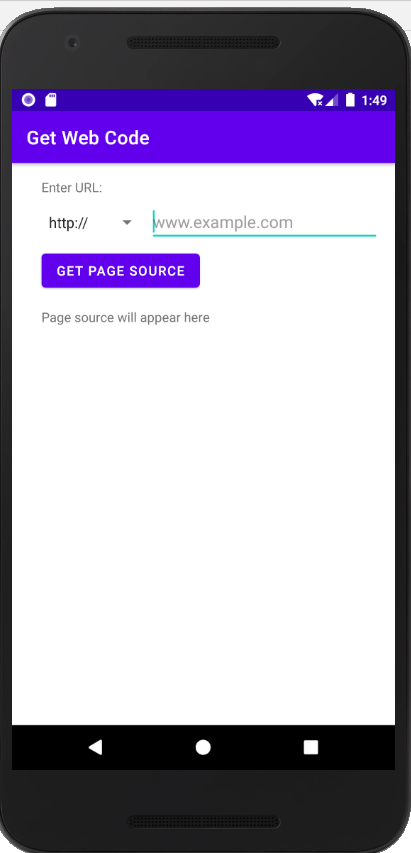 1:49
Get Web Code
Enter URL:
http:// www.example.com
GET PAGE SOURCE
Page source will appear here